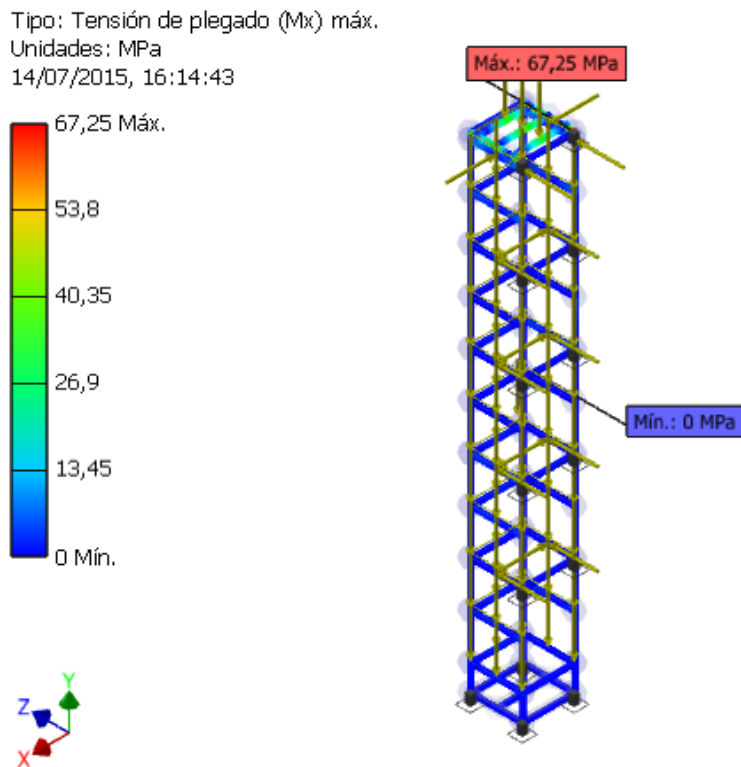 Tipo: Tensión de plegado (Mx) máx.
Unidades: MPa
14/07/2015, 16:14:43
Máx.: 67,25 MPa
67,25 Máx.
53,8
40,35
26,9
13,45
0 Mín.
Mín.: 0 MPa
Y
Z
X